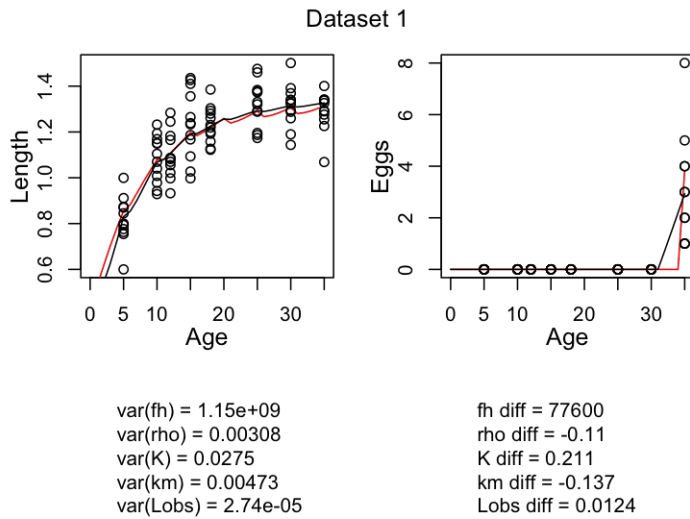 Dataset 1
Length
1.4
1.2
1.0
0.8
0.6
0 5 10 20 30
Age
Eggs
8
6
4
2
0
0 5 10 20 30
Age
var(fh) = 1.15e+09
var(rho) = 0.00308
var(K) = 0.0275
var(km) = 0.00473
var(Lobs) = 2.74e-05
fh diff = 77600
rho diff = -0.11
K diff = 0.211
km diff = -0.137
Lobs diff = 0.0124